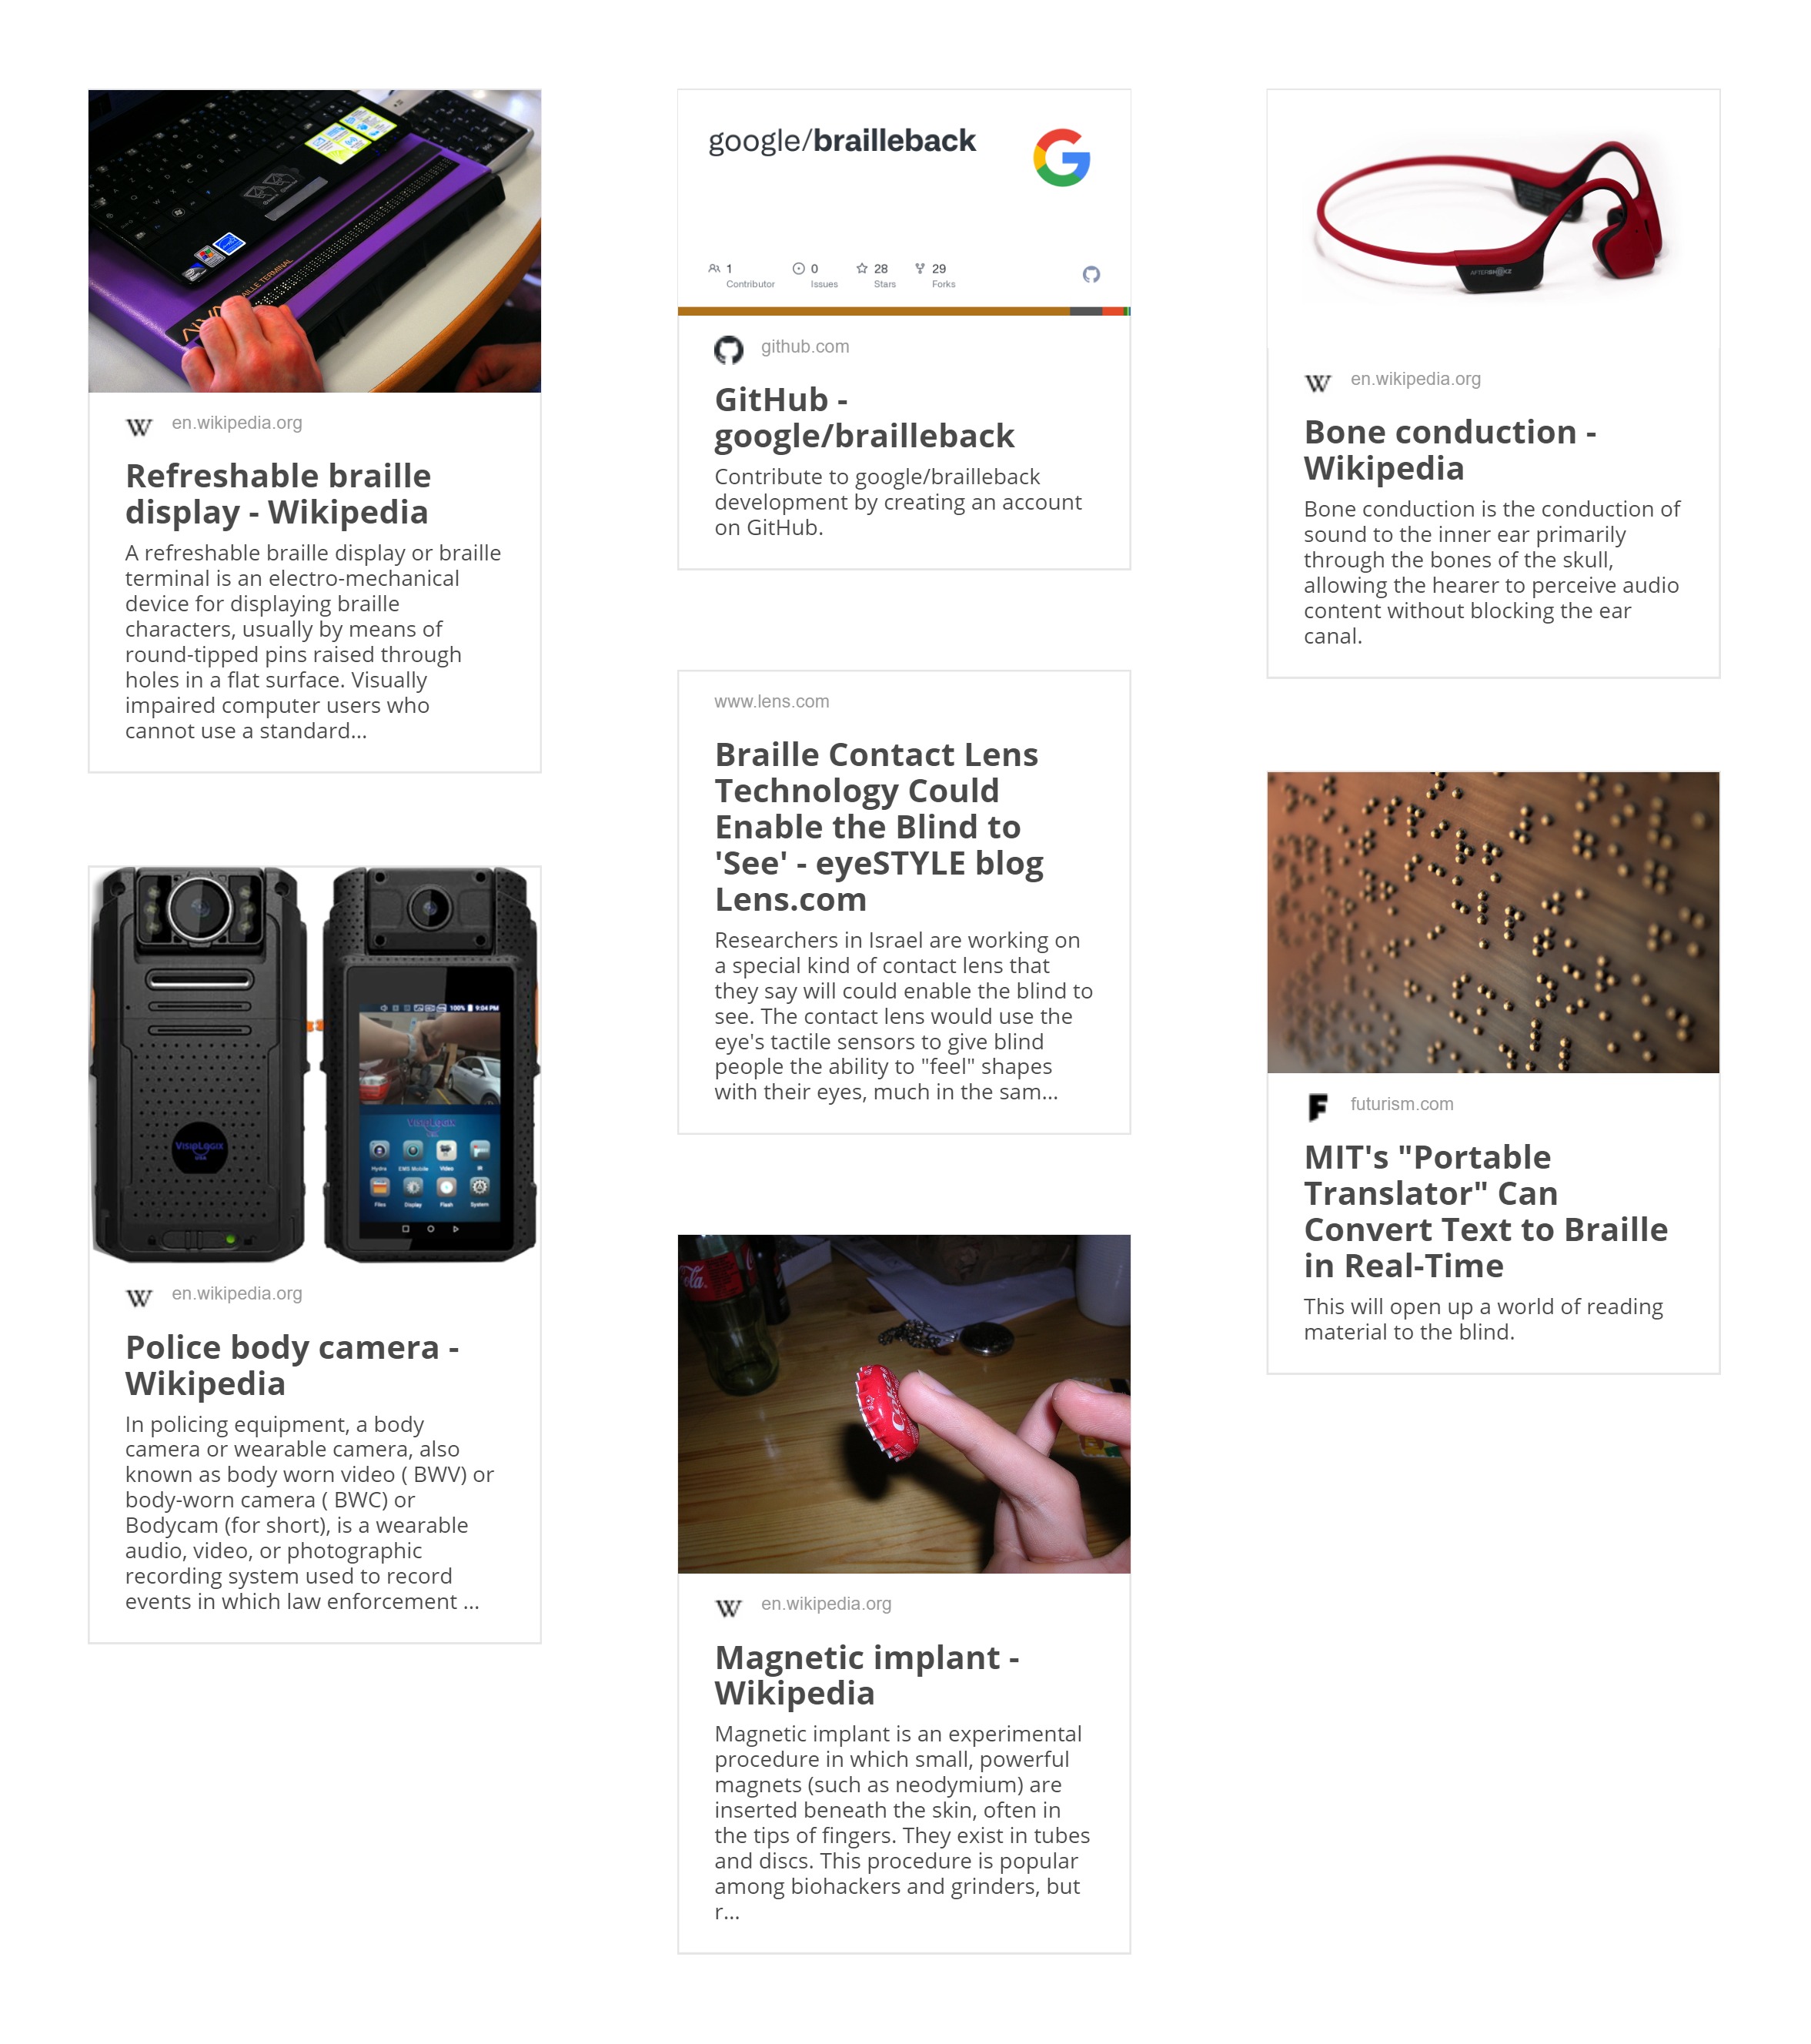 en.wikipedia.org
Refreshable braille
display - Wikipedia
A refreshable braille display or braille
terminal is an electro-mechanical
device for displaying braille
characters, usually by means of
round-tipped pins raised through
holes in a flat surface. Visually
impaired computer users who
cannot use a standard...
VISIOLOGIX
100% 9:04 PM
Hydra
EMS Mobile
Video
IR
Files
Display
Flash
System
en.wikipedia.org
Police body camera -
Wikipedia
In policing equipment, a body
camera or wearable camera, also
known as body worn video ( BWV) or
body-worn camera ( BWC) or
Bodycam (for short), is a wearable
audio, video, or photographic
recording system used to record
events in which law enforcement ...
google/brailleback
1
Contributor
0
Issues
28
Stars
29
Forks
github.com
GitHub -
google/brailleback
Contribute to google/brailleback
development by creating an account
on GitHub.
www.lens.com
Braille Contact Lens
Technology Could
Enable the Blind to
'See' - eyeSTYLE blog
Lens.com
Researchers in Israel are working on
a special kind of contact lens that
they say will could enable the blind to
see. The contact lens would use the
eye's tactile sensors to give blind
people the ability to "feel" shapes
with their eyes, much in the sam...
en.wikipedia.org
Magnetic implant -
Wikipedia
Magnetic implant is an experimental
procedure in which small, powerful
magnets (such as neodymium) are
inserted beneath the skin, often in
the tips of fingers. They exist in tubes
and discs. This procedure is popular
among biohackers and grinders, but
r...
AFTERSHOKZ
en.wikipedia.org
Bone conduction -
Wikipedia
Bone conduction is the conduction of
sound to the inner ear primarily
through the bones of the skull,
allowing the hearer to perceive audio
content without blocking the ear
canal.
futurism.com
MIT's "Portable
Translator" Can
Convert Text to Braille
in Real-Time
This will open up a world of reading
material to the blind.